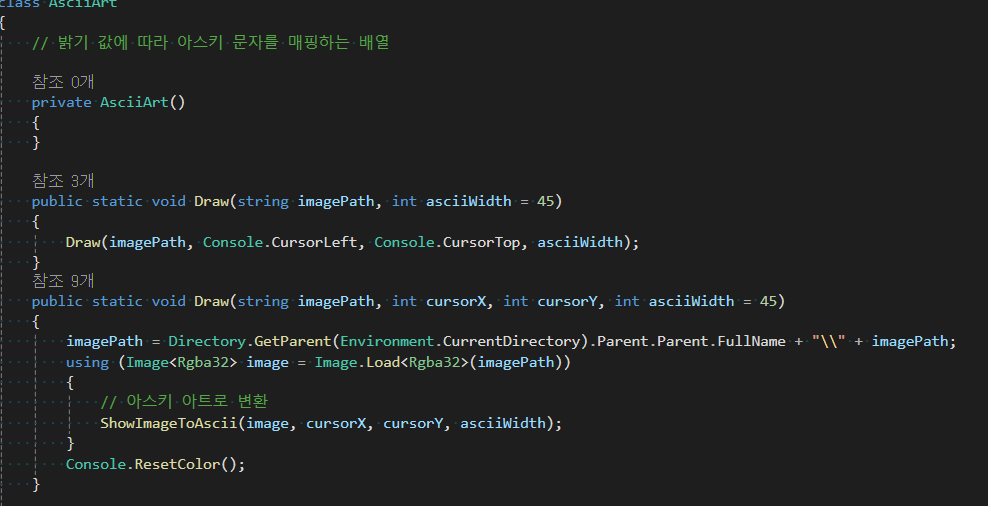 class AsciiArt
{
// 밝기 값에 따라 아스키 문자를 매핑하는 배열
참조 0개
private AsciiArt()
{
}
참조 3개
public static void Draw(string imagePath, int asciiWidth = 45)
{
Draw(imagePath, Console.CursorLeft, Console.CursorTop, asciiWidth);
}
참조 9개
public static void Draw(string imagePath, int cursorX, int cursorY, int asciiWidth = 45)
{
imagePath = Directory.GetParent(Environment.CurrentDirectory).Parent.Parent.FullName + "\\" + imagePath;
using (Image<Rgba32> image = Image.Load<Rgba32>(imagePath))
{
// 아스키 아트로 변환
ShowImageToAscii(image, cursorX, cursorY, asciiWidth);
}
Console.ResetColor();
}